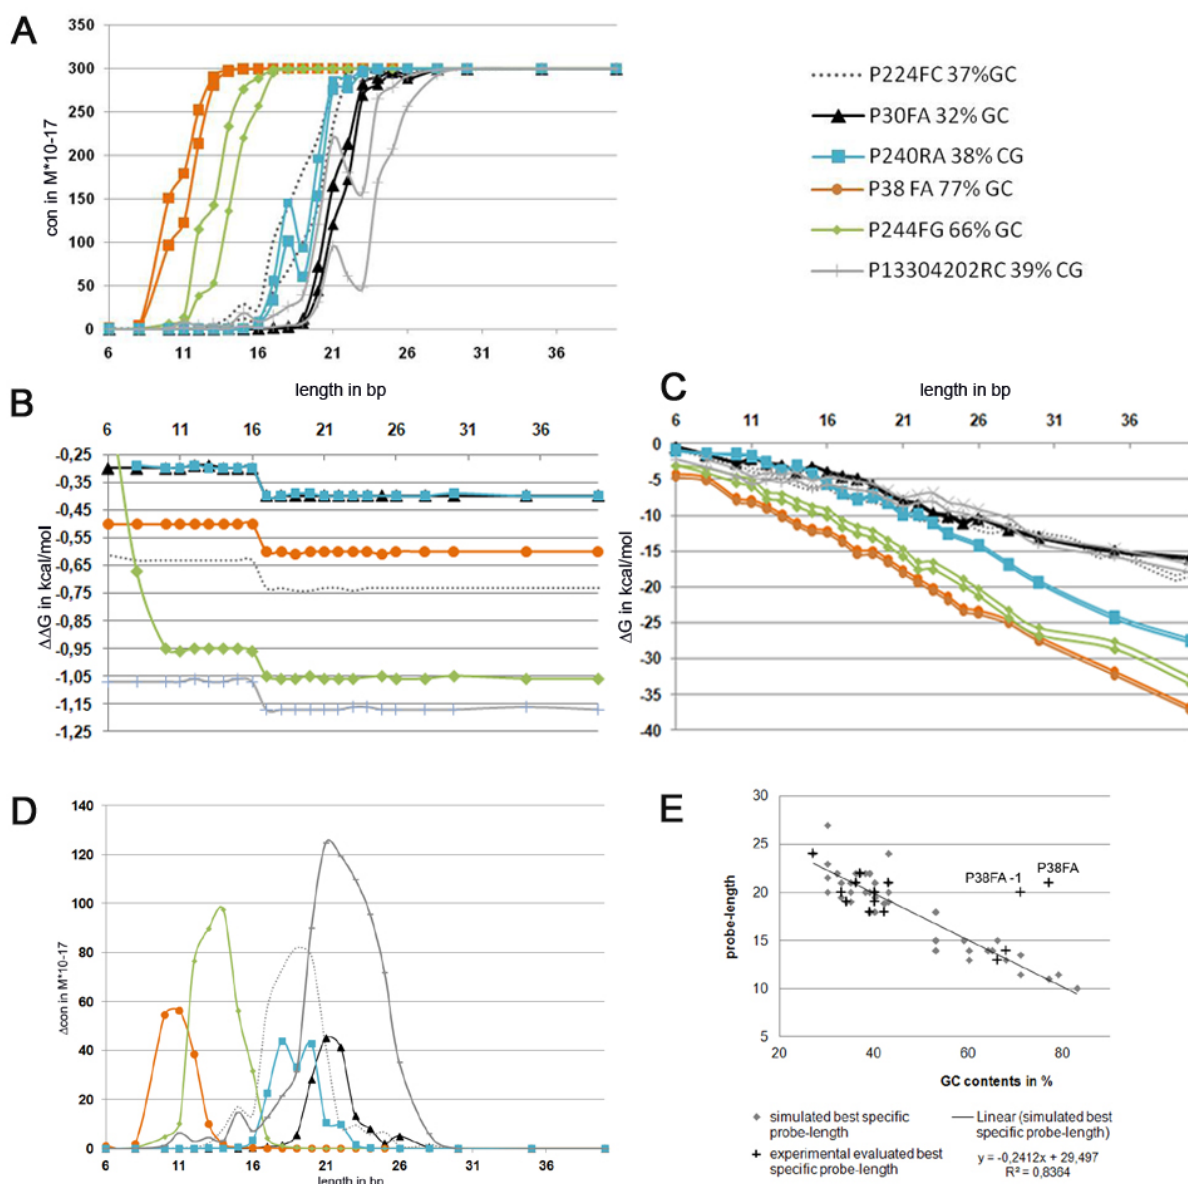 A
350
300
250
200
150
100
50
0
con in M*10-17
6 11 16 21 26 31 36
length in bp
P224FC 37%GC
P30FA 32% GC
P240RA 38% CG
P38 FA 77% GC
P244FG 66% GC
P13304202RC 39% CG
B
6 11 16 21 26 31 36
-0,25
-0,35
-0,45
-0,55
-0,65
-0,75
-0,85
-0,95
-1,05
-1,15
-1,25
ΔΔG in kcal/mol
C
length in bp
6 11 16 21 26 31 36
0
-5
-10
-15
-20
-25
-30
-35
-40
ΔG in kcal/mol
D
140
120
100
80
60
40
20
0
Δcon in M*10-17
6 11 16 21 26 31 36
length in bp
E
30
25
20
15
10
5
probe-length
P38FA -1
P38FA
20 40 60 80
GC contents in %
simulated best specific
probe-length
experimental evaluated best
specific probe-length
Linear (simulated best
specific probe-length)
y = -0,2412x + 29,497
R² = 0,8364